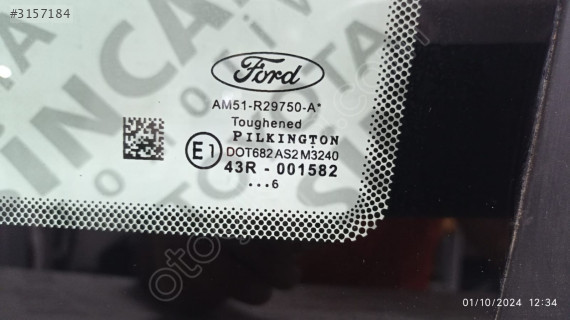 #3157184
Ford
AM51-R29750-A*
Toughened
PILKINGTON
E1
DOT682 AS2 M3240
43R - 001582
...6
01/10/2024 12:34